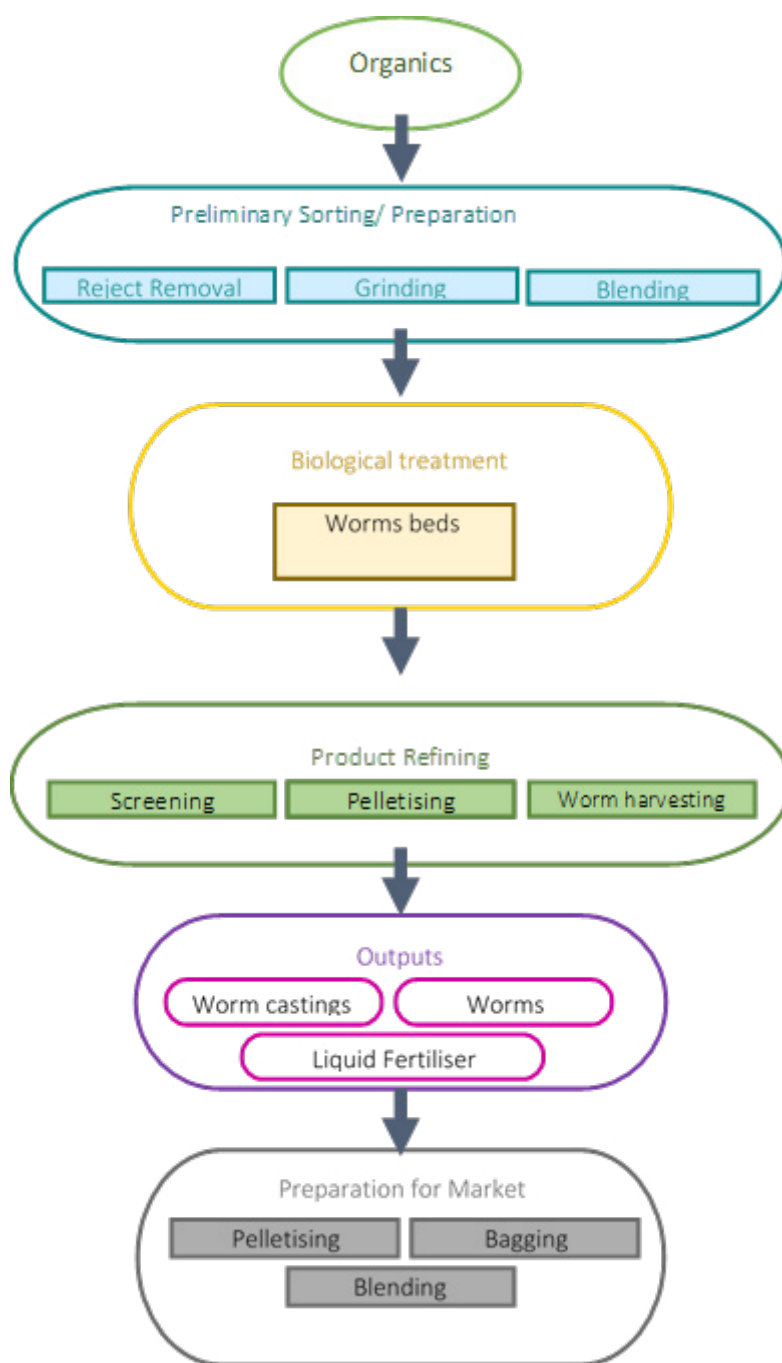 Organics
Preliminary Sorting/ Preparation
Reject Removal
Grinding
Blending
Biological treatment
Worms beds
Product Refining
Screening
Pelletising
Worm harvesting
Outputs
Worm castings
Worms
Liquid Fertiliser
Preparation for Market
Pelletising
Bagging
Blending